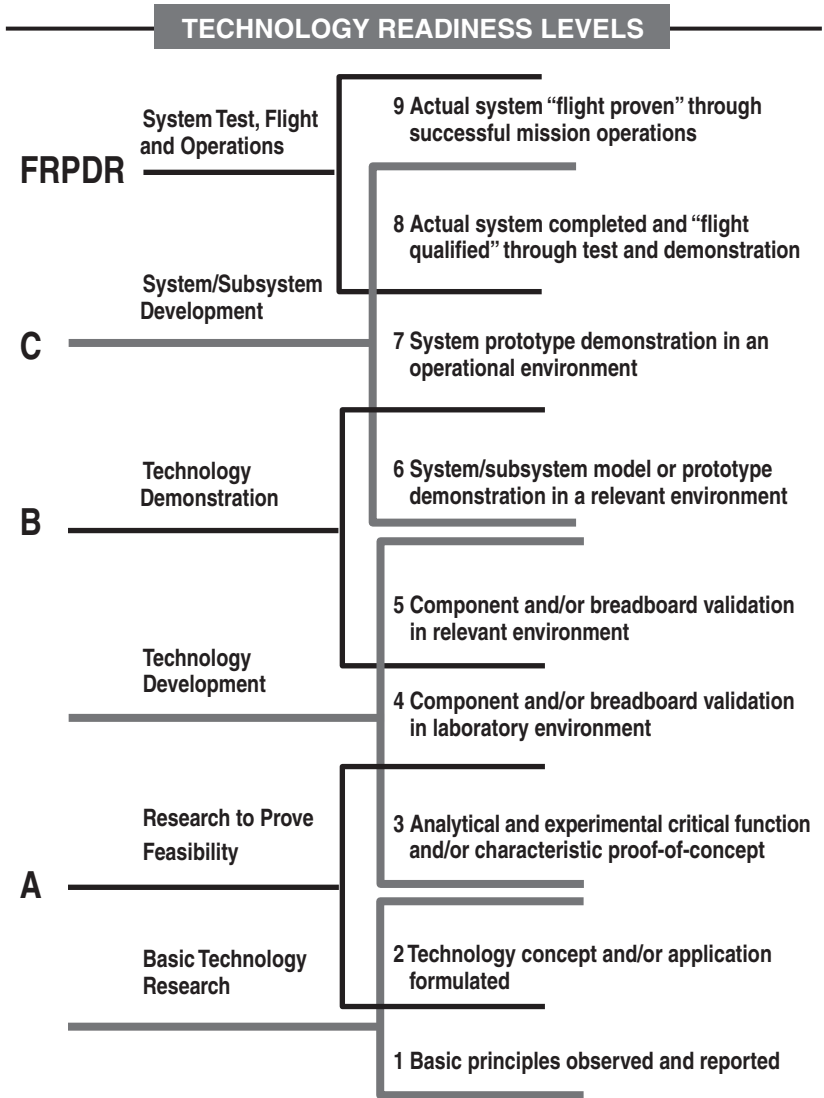 TECHNOLOGY READINESS LEVELS
System Test, Flight
and Operations
FRPDR
9 Actual system “flight proven” through
successful mission operations
8 Actual system completed and “flight
qualified” through test and demonstration
System/Subsystem
Development
C
7 System prototype demonstration in an
operational environment
Technology
Demonstration
B
6 System/subsystem model or prototype
demonstration in a relevant environment
5 Component and/or breadboard validation
in relevant environment
Technology
Development
4 Component and/or breadboard validation
in laboratory environment
Research to Prove
Feasibility
A
3 Analytical and experimental critical function
and/or characteristic proof-of-concept
Basic Technology
Research
2 Technology concept and/or application
formulated
1 Basic principles observed and reported